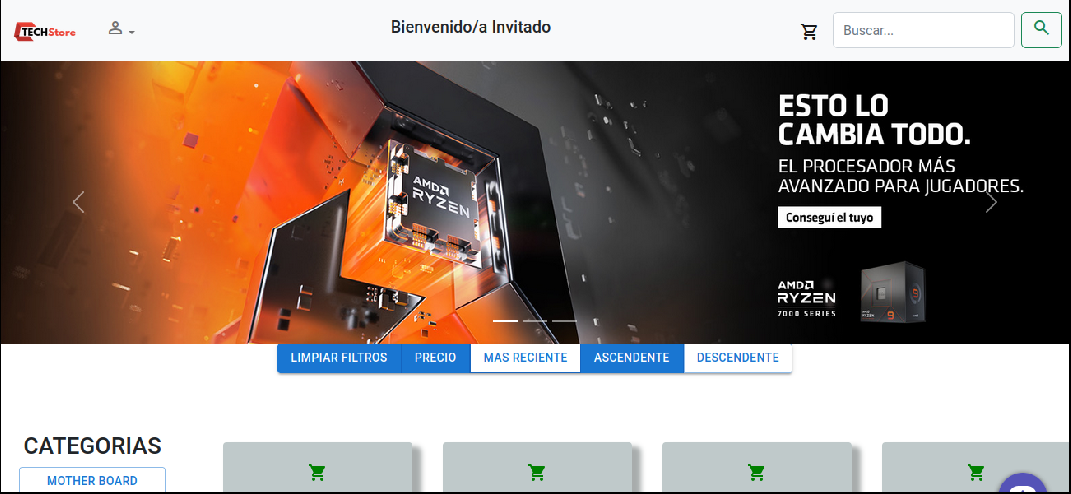 TECHStore
Bienvenido/a Invitado
Buscar...
ESTO LO
CAMBIA TODO.
EL PROCESADOR MÁS
AVANZADO PARA JUGADORES.
Conseguí el tuyo
AMD
RYZEN
AMD
RYZEN
7000 SERIES
9
LIMPIAR FILTROS
PRECIO
MAS RECIENTE
ASCENDENTE
DESCENDENTE
CATEGORIAS
MOTHER BOARD